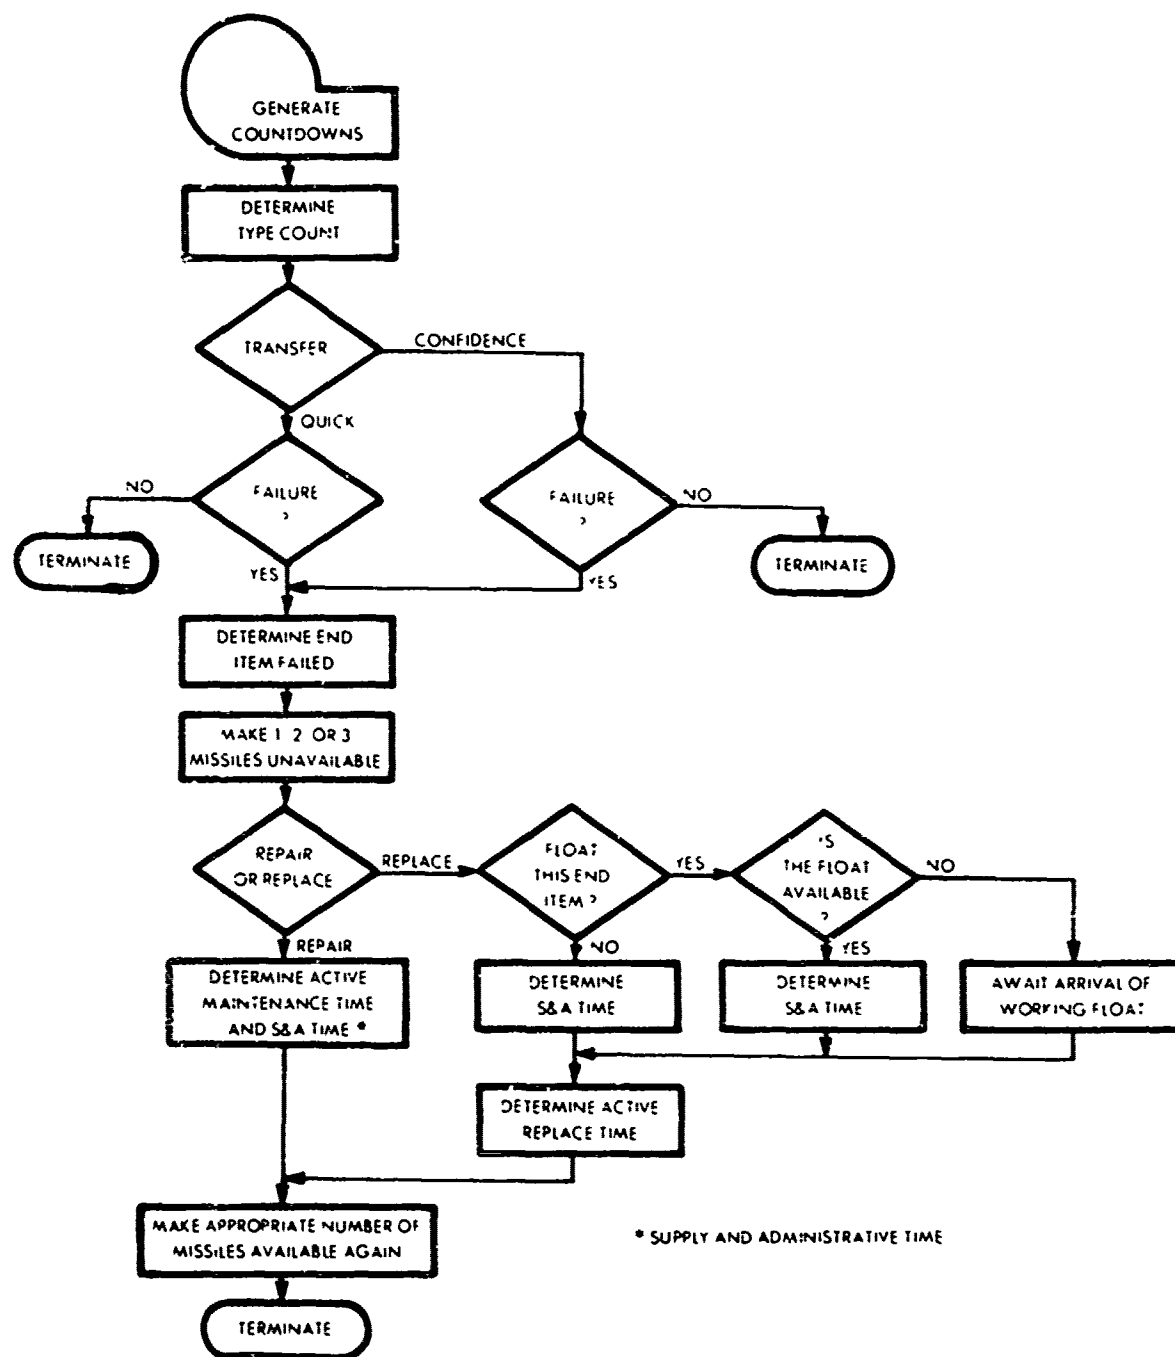 GENERATE
COUNTDOWNS
DETERMINE
TYPE COUNT
TRANSFER
CONFIDENCE
QUICK
FAILURE
?
NO
TERMINATE
YES
FAILURE
?
NO
TERMINATE
YES
DETERMINE END
ITEM FAILED
MAKE 1 2 OR 3
MISSILES UNAVAILABLE
REPAIR
OR REPLACE
REPLACE
FLOAT
THIS END
ITEM ?
YES
IS
THE FLOAT
AVAILABLE
?
NO
REPAIR
NO
YES
DETERMINE ACTIVE
MAINTENANCE TIME
AND S&A TIME *
DETERMINE
S&A TIME
DETERMINE
S&A TIME
AWAIT ARRIVAL OF
WORKING FLOAT
DETERMINE ACTIVE
REPLACE TIME
MAKE APPROPRIATE NUMBER OF
MISSILES AVAILABLE AGAIN
* SUPPLY AND ADMINISTRATIVE TIME
TERMINATE